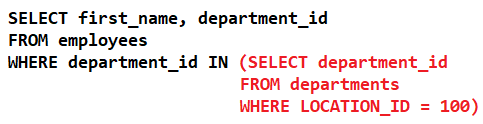 SELECT first_name, department_id
FROM employees
WHERE department_id IN (SELECT department_id
FROM departments
WHERE LOCATION_ID = 100)